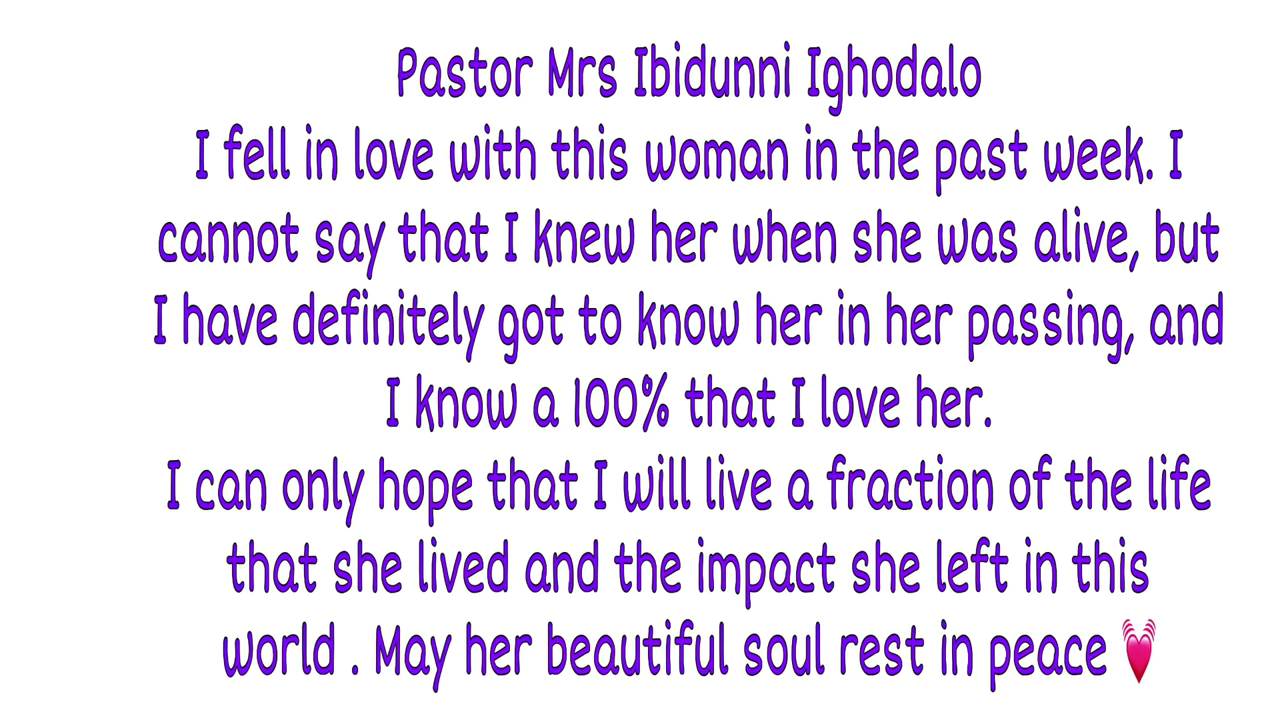 Pastor Mrs Ibidunni Ighodalo
I fell in love with this woman in the past week. I
cannot say that I knew her when she was alive, but
I have definitely got to know her in her passing, and
I know a 100% that I love her.
I can only hope that I will live a fraction of the life
that she lived and the impact she left in this
world . May her beautiful soul rest in peace 💓